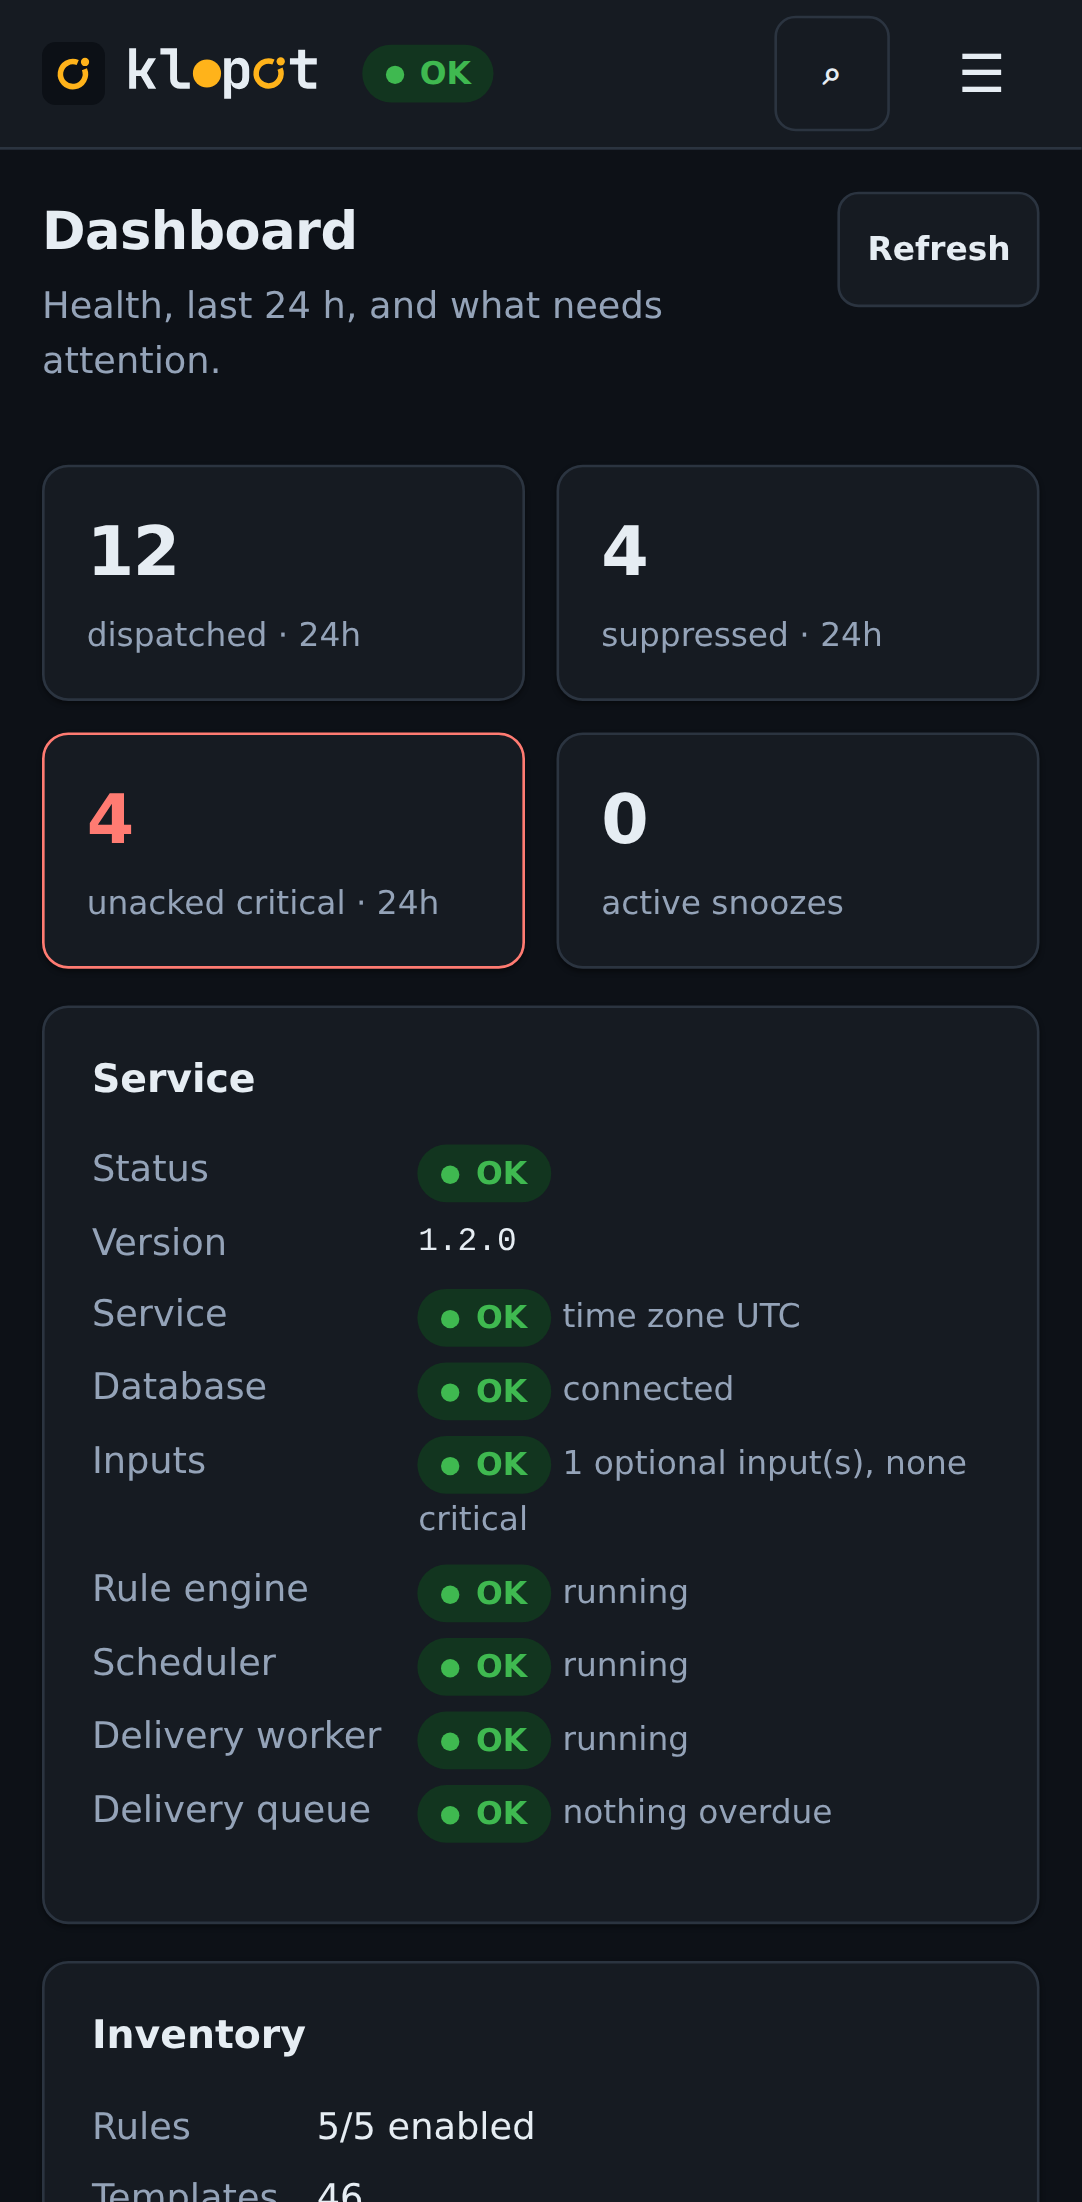 klopot
OK
⌕
☰
Dashboard
Refresh
Health, last 24 h, and what needs
attention.
12
dispatched · 24h
4
suppressed · 24h
4
unacked critical · 24h
0
active snoozes
Service
Status OK
Version 1.2.0
Service OK time zone UTC
Database OK connected
Inputs OK 1 optional input(s), none
critical
Rule engine OK running
Scheduler OK running
Delivery worker OK running
Delivery queue OK nothing overdue
Inventory
Rules 5/5 enabled
Templates 46